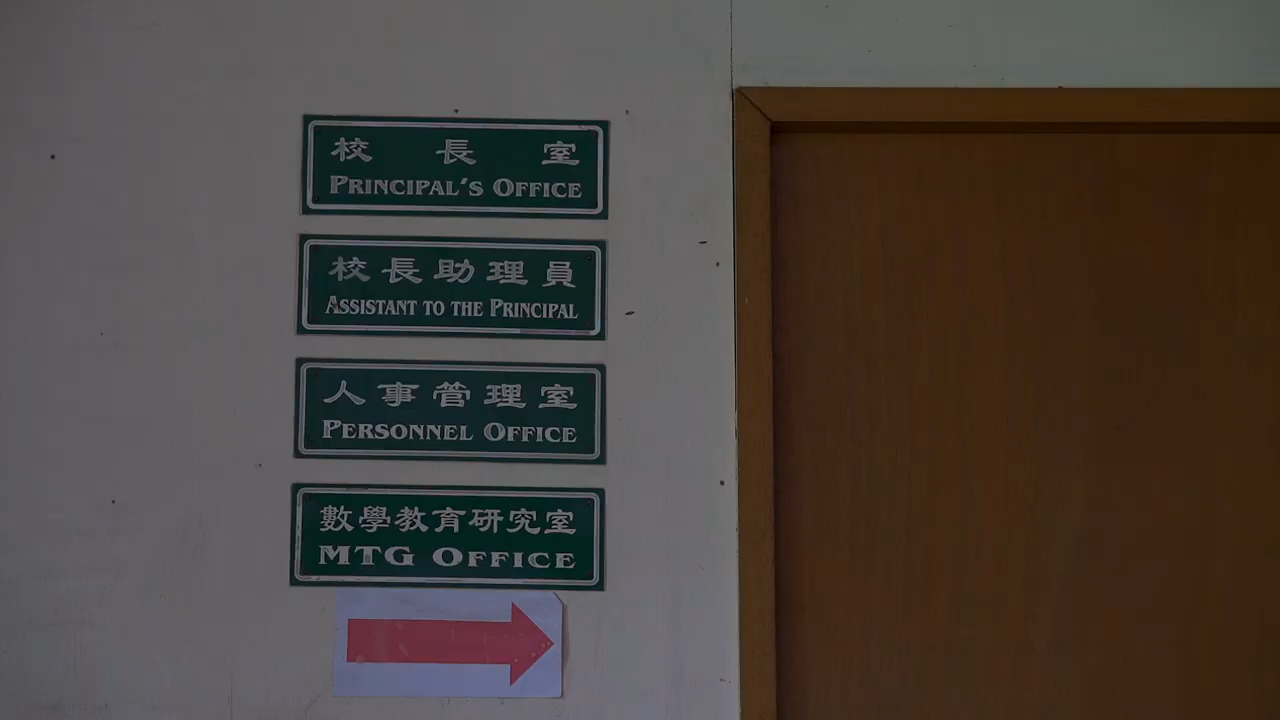 校長室
PRINCIPAL'S OFFICE
校長助理員
ASSISTANT TO THE PRINCIPAL
人事管理室
PERSONNEL OFFICE
數學教育研究室
MTG OFFICE